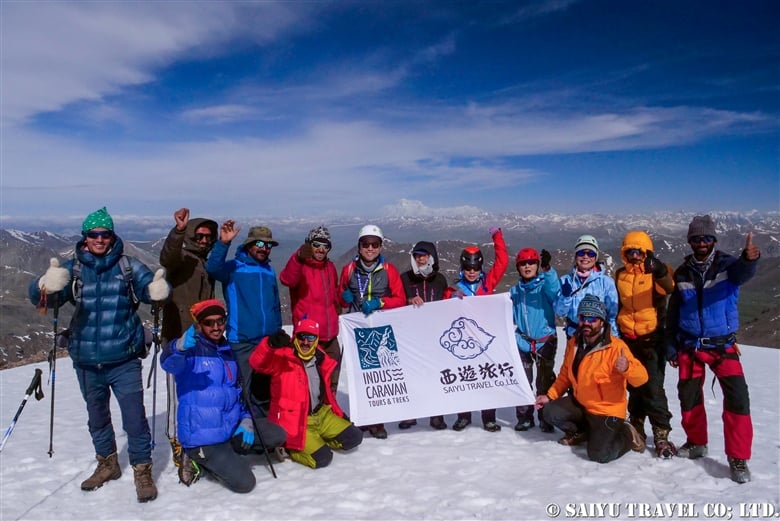 INDUS
CARAVAN
TOURS & TREKS
西遊旅行
SAIYU TRAVEL Co., Ltd.
© SAIYU TRAVEL CO; LTD.